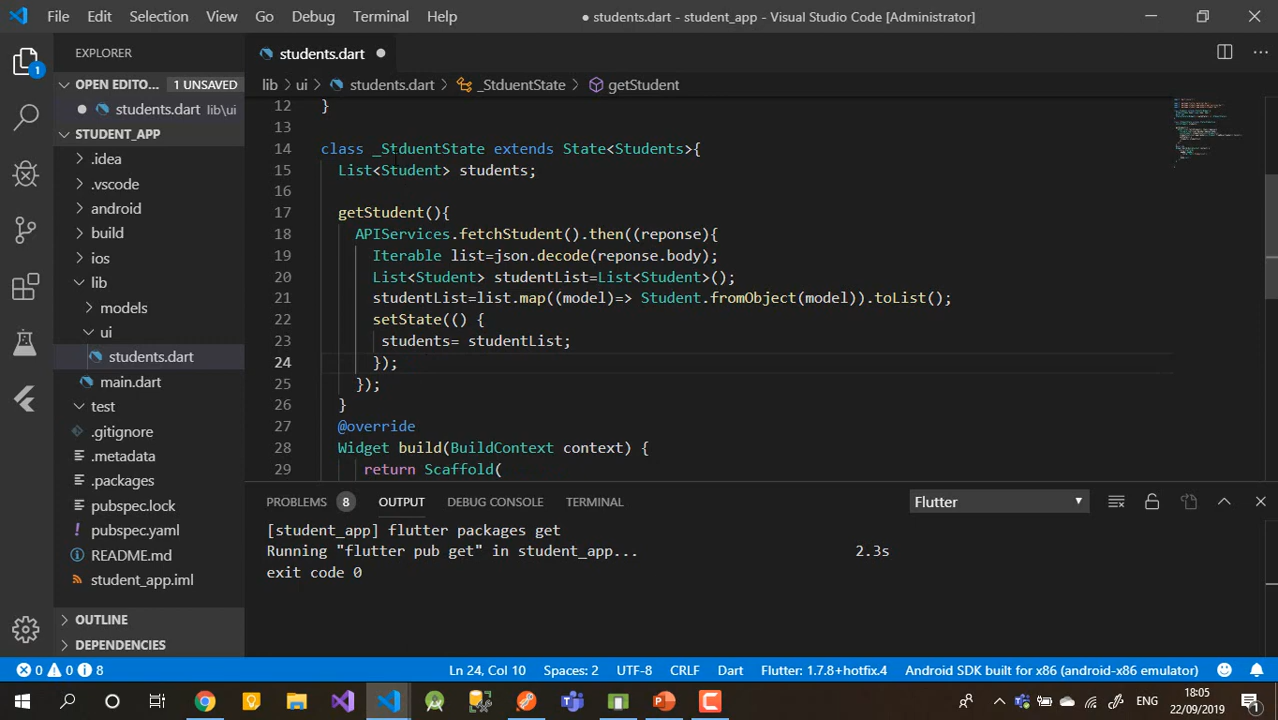 File Edit Selection View Go Debug Terminal Help ● students.dart - student_app - Visual Studio Code [Administrator]
EXPLORER
students.dart
OPEN EDITO... 1 UNSAVED
lib > ui > students.dart > _StduentState > getStudent
students.dart lib\ui
STUDENT_APP
.idea
.vscode
android
build
ios
lib
models
ui
students.dart
main.dart
test
.gitignore
.metadata
.packages
pubspec.lock
pubspec.yaml
README.md
student_app.iml
OUTLINE
DEPENDENCIES
12 }
13
14 class _StduentState extends State<Students>{
15 List<Student> students;
16
17 getStudent(){
18 APIServices.fetchStudent().then((reponse){
19 Iterable list=json.decode(reponse.body);
20 List<Student> studentList=List<Student>();
21 studentList=list.map((model)=> Student.fromObject(model)).toList();
22 setState(() {
23 students= studentList;
24 });
25 });
26 }
27 @override
28 Widget build(BuildContext context) {
29 return Scaffold(
PROBLEMS 8 OUTPUT DEBUG CONSOLE TERMINAL Flutter
[student_app] flutter packages get
Running "flutter pub get" in student_app... 2.3s
exit code 0
0 0 8 Ln 24, Col 10 Spaces: 2 UTF-8 CRLF Dart Flutter: 1.7.8+hotfix.4 Android SDK built for x86 (android-x86 emulator)
ENG 18:05
22/09/2019